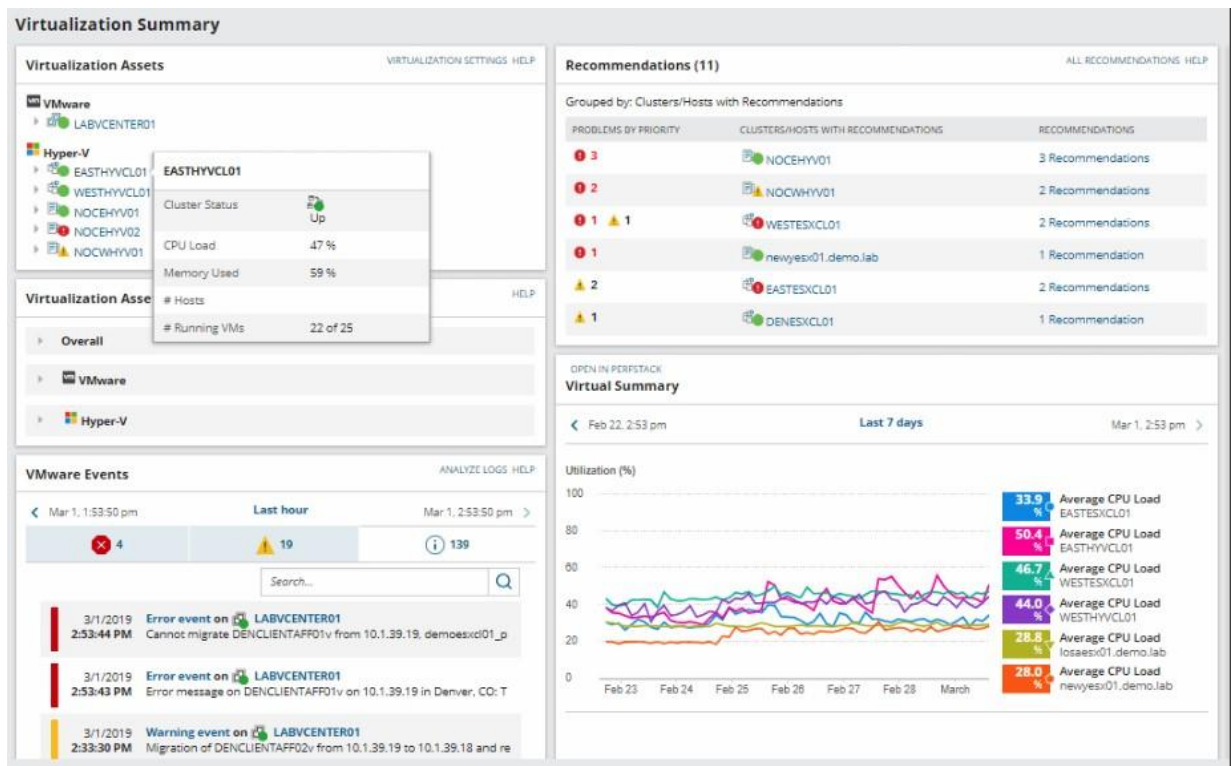 Virtualization Summary
Virtualization Assets
VIRTUALIZATION SETTINGS HELP
VMware
LABVCENTER01
Hyper-V
EASTHYVCL01
WESTHYVCL01
NOCEHYV01
NOCEHYV02
NOCWHYV01
EASTHYVCL01
Cluster Status
Up
CPU Load 47 %
Memory Used 59 %
# Hosts
# Running VMs 22 of 25
Virtualization Asse
HELP
Overall
VMware
Hyper-V
VMware Events
ANALYZE LOGS HELP
Mar 1, 1:53:50 pm Last hour Mar 1, 2:53:50 pm
4 19 139
Search...
3/1/2019 Error event on LABVCENTER01
2:53:44 PM Cannot migrate DENCLIENTAFF01v from 10.1.39.19, demoesxcl01_p
3/1/2019 Error event on LABVCENTER01
2:53:43 PM Error message on DENCLIENTAFF01v on 10.1.39.19 in Denver, CO: T
3/1/2019 Warning event on LABVCENTER01
2:33:30 PM Migration of DENCLIENTAFF02v from 10.1.39.19 to 10.1.39.18 and re
Recommendations (11)
ALL RECOMMENDATIONS HELP
Grouped by: Clusters/Hosts with Recommendations
PROBLEMS BY PRIORITY CLUSTERS/HOSTS WITH RECOMMENDATIONS RECOMMENDATIONS
3 NOCEHYV01 3 Recommendations
2 NOCWHYV01 2 Recommendations
1 1 WESTESXCL01 2 Recommendations
1 newyesx01.demo.lab 1 Recommendation
2 EASTESXCL01 2 Recommendations
1 DENESXCL01 1 Recommendation
OPEN IN PERFSTACK
Virtual Summary
Feb 22, 2:53 pm Last 7 days Mar 1, 2:53 pm
Utilization (%)
100
80
60
40
20
0
Feb 23 Feb 24 Feb 25 Feb 26 Feb 27 Feb 28 March
33.9 % Average CPU Load
EASTESXCL01
50.4 % Average CPU Load
EASTHYVCL01
46.7 % Average CPU Load
WESTESXCL01
44.0 % Average CPU Load
WESTHYVCL01
28.8 % Average CPU Load
losaesx01.demo.lab
28.0 % Average CPU Load
newyesx01.demo.lab